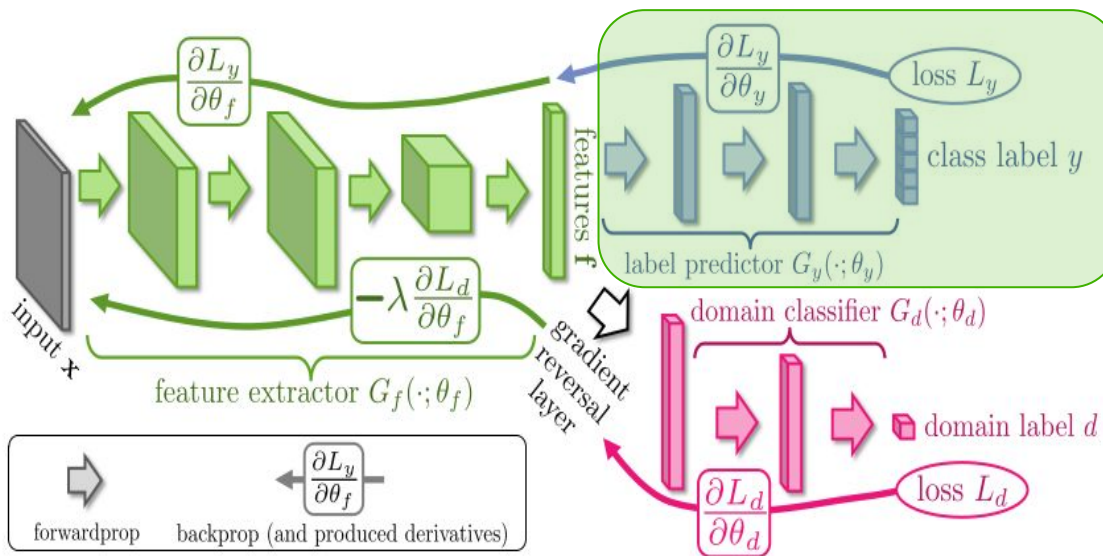 ∂L_y/∂θ_f
∂L_y/∂θ_y
loss L_y
features f
class label y
label predictor G_y(·;θ_y)
−λ ∂L_d/∂θ_f
input x
feature extractor G_f(·;θ_f)
gradient
reversal
layer
domain classifier G_d(·;θ_d)
domain label d
∂L_d/∂θ_d
loss L_d
∂L_y/∂θ_f
forwardprop
backprop (and produced derivatives)